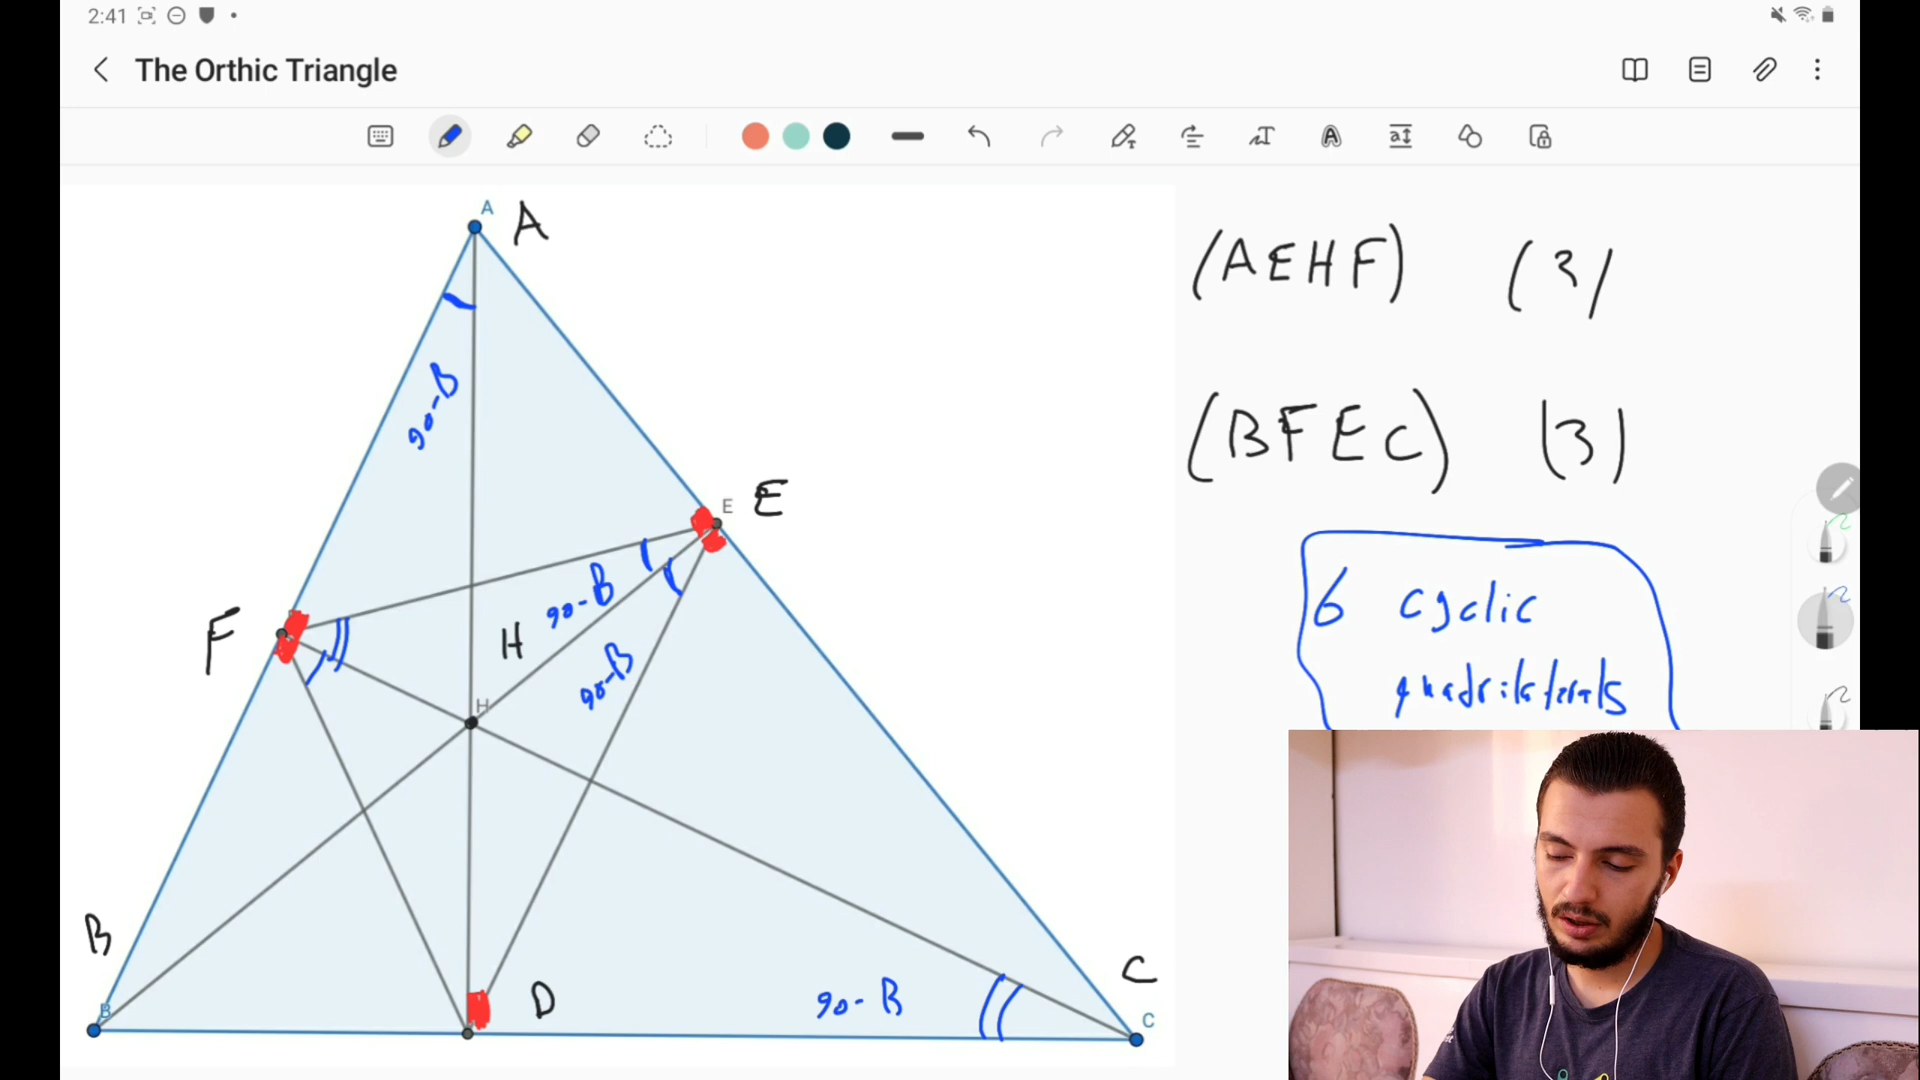 2:41
The Orthic Triangle
A A
(AEHF) (3)
90-B
(BFEC) (3)
E E
F
H 90-B
6 cyclic
quadrilaterals
90-B
H
B
D
90-B
C
B
C